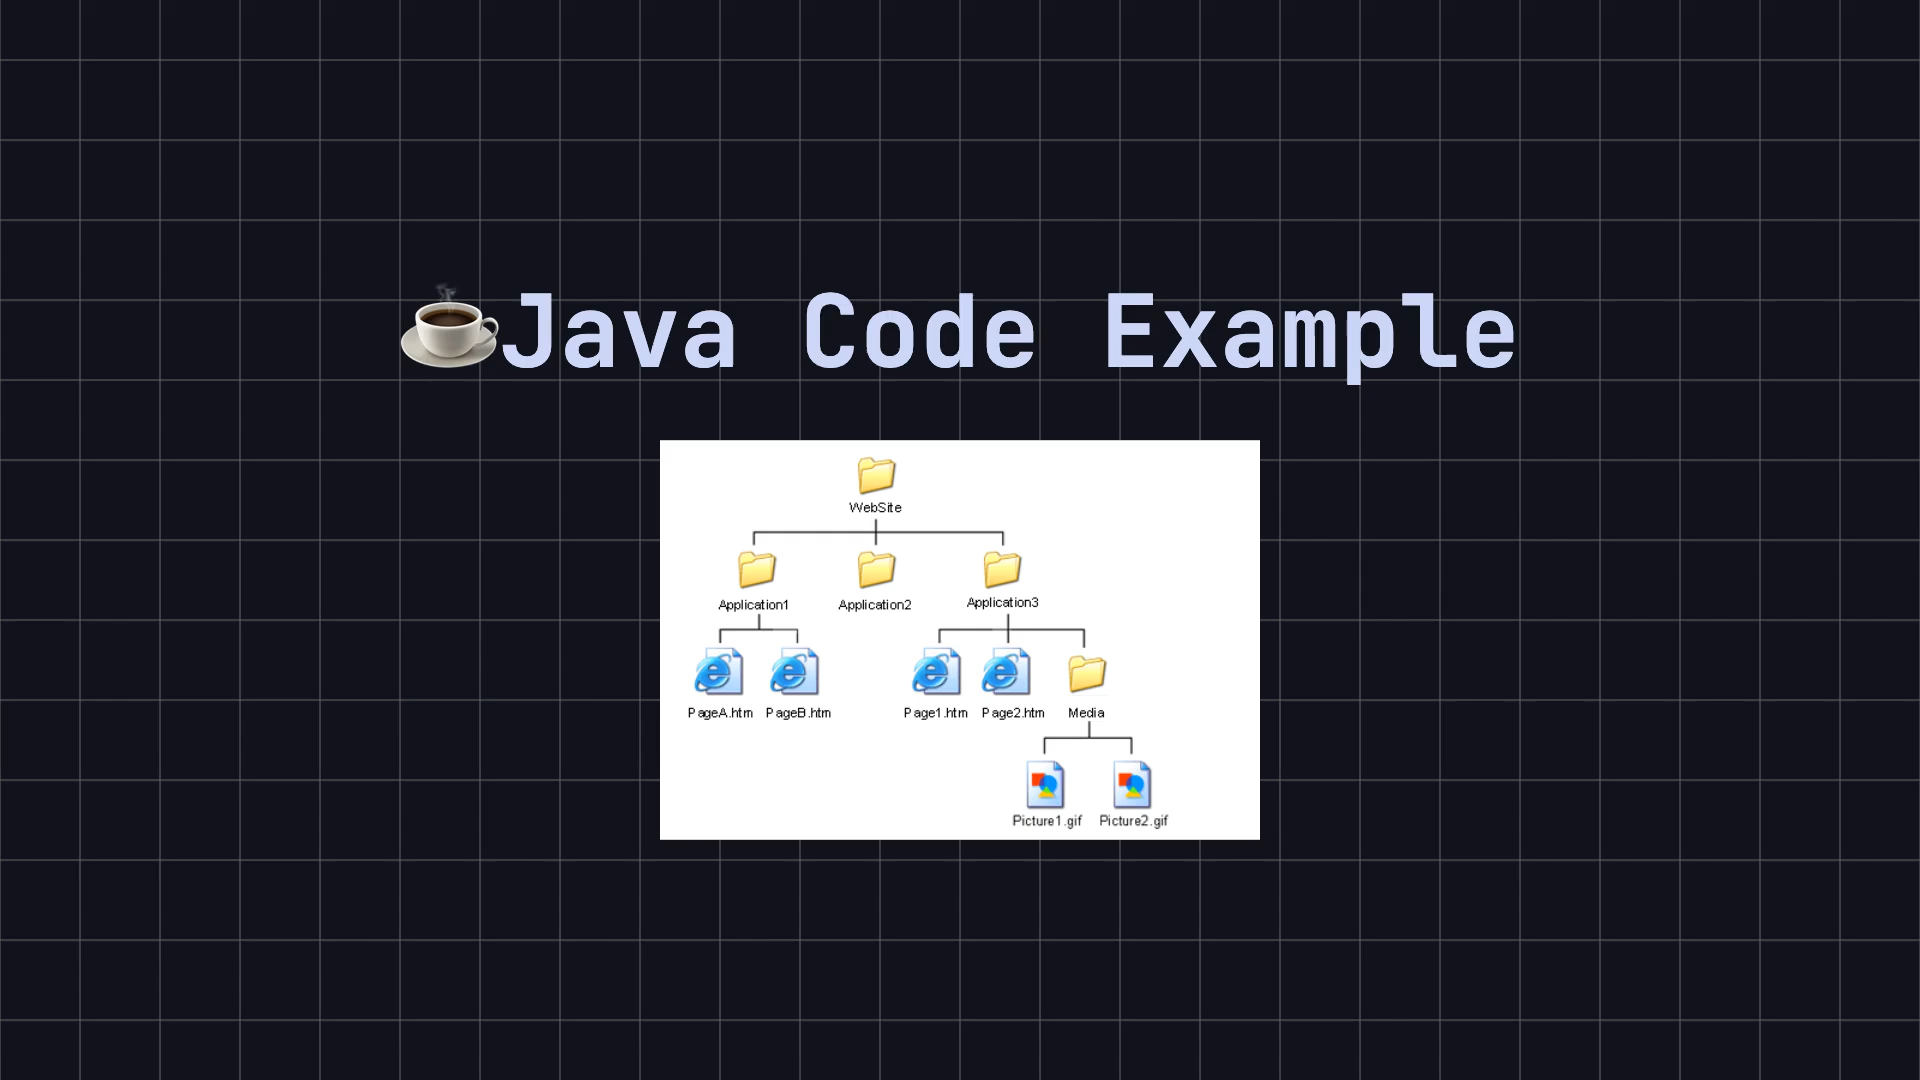 Java Code Example
WebSite
Application1 Application2 Application3
PageA.htm PageB.htm Page1.htm Page2.htm Media
Picture1.gif Picture2.gif